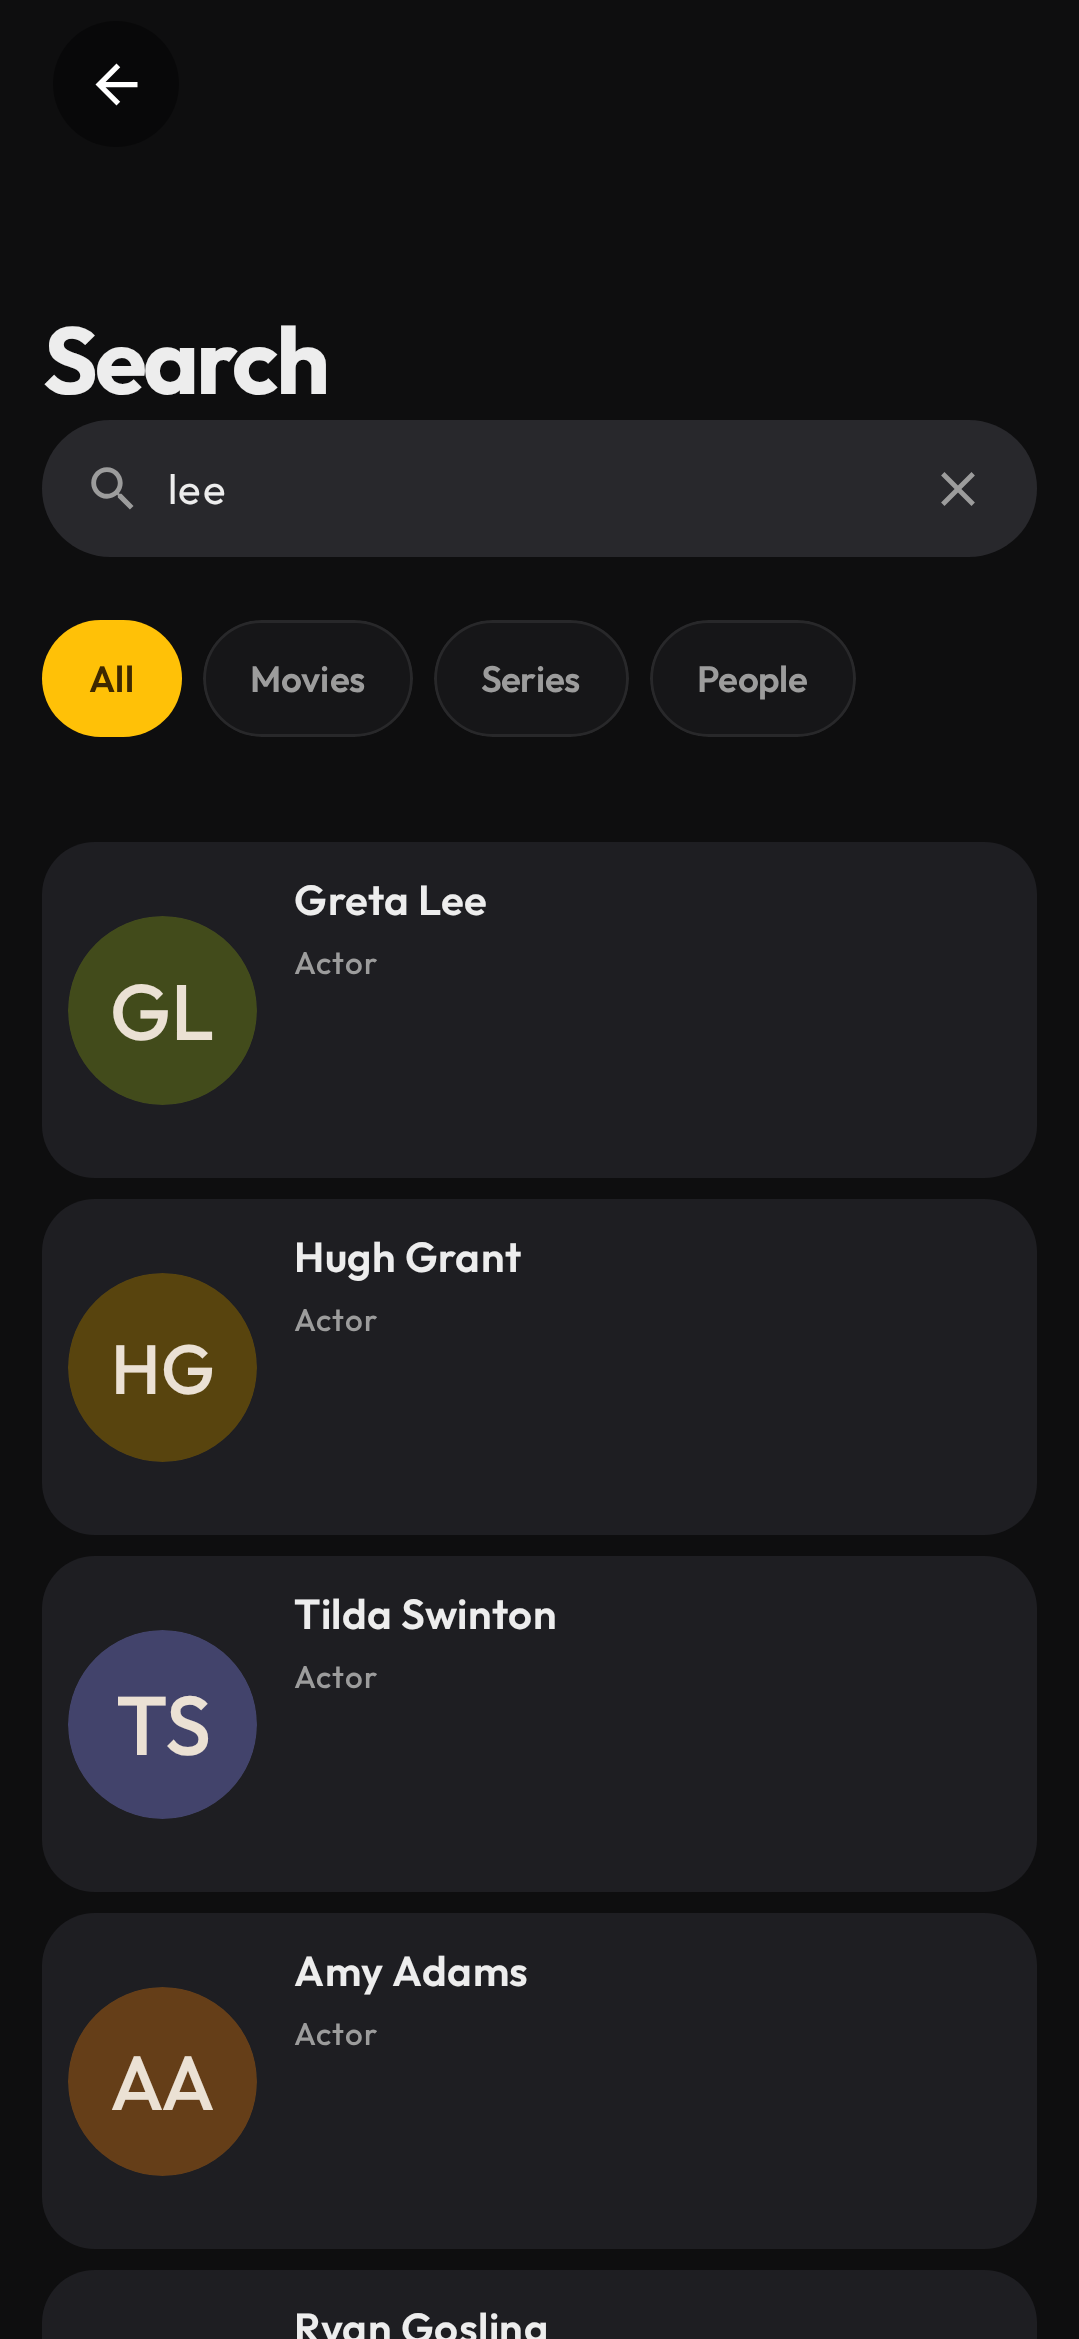 Search
lee
All
Movies
Series
People
Greta Lee
Actor
GL
Hugh Grant
Actor
HG
Tilda Swinton
Actor
TS
Amy Adams
Actor
AA
Ryan Gosling